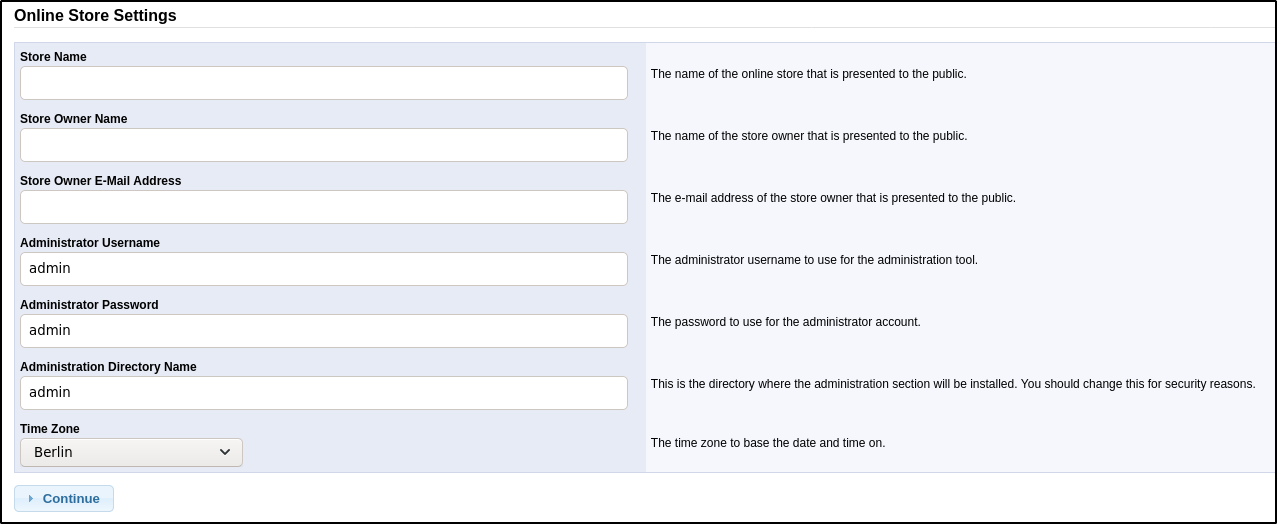 Online Store Settings
Store Name
The name of the online store that is presented to the public.
Store Owner Name
The name of the store owner that is presented to the public.
Store Owner E-Mail Address
The e-mail address of the store owner that is presented to the public.
Administrator Username
admin
The administrator username to use for the administration tool.
Administrator Password
admin
The password to use for the administrator account.
Administration Directory Name
admin
This is the directory where the administration section will be installed. You should change this for security reasons.
Time Zone
Berlin
The time zone to base the date and time on.
Continue